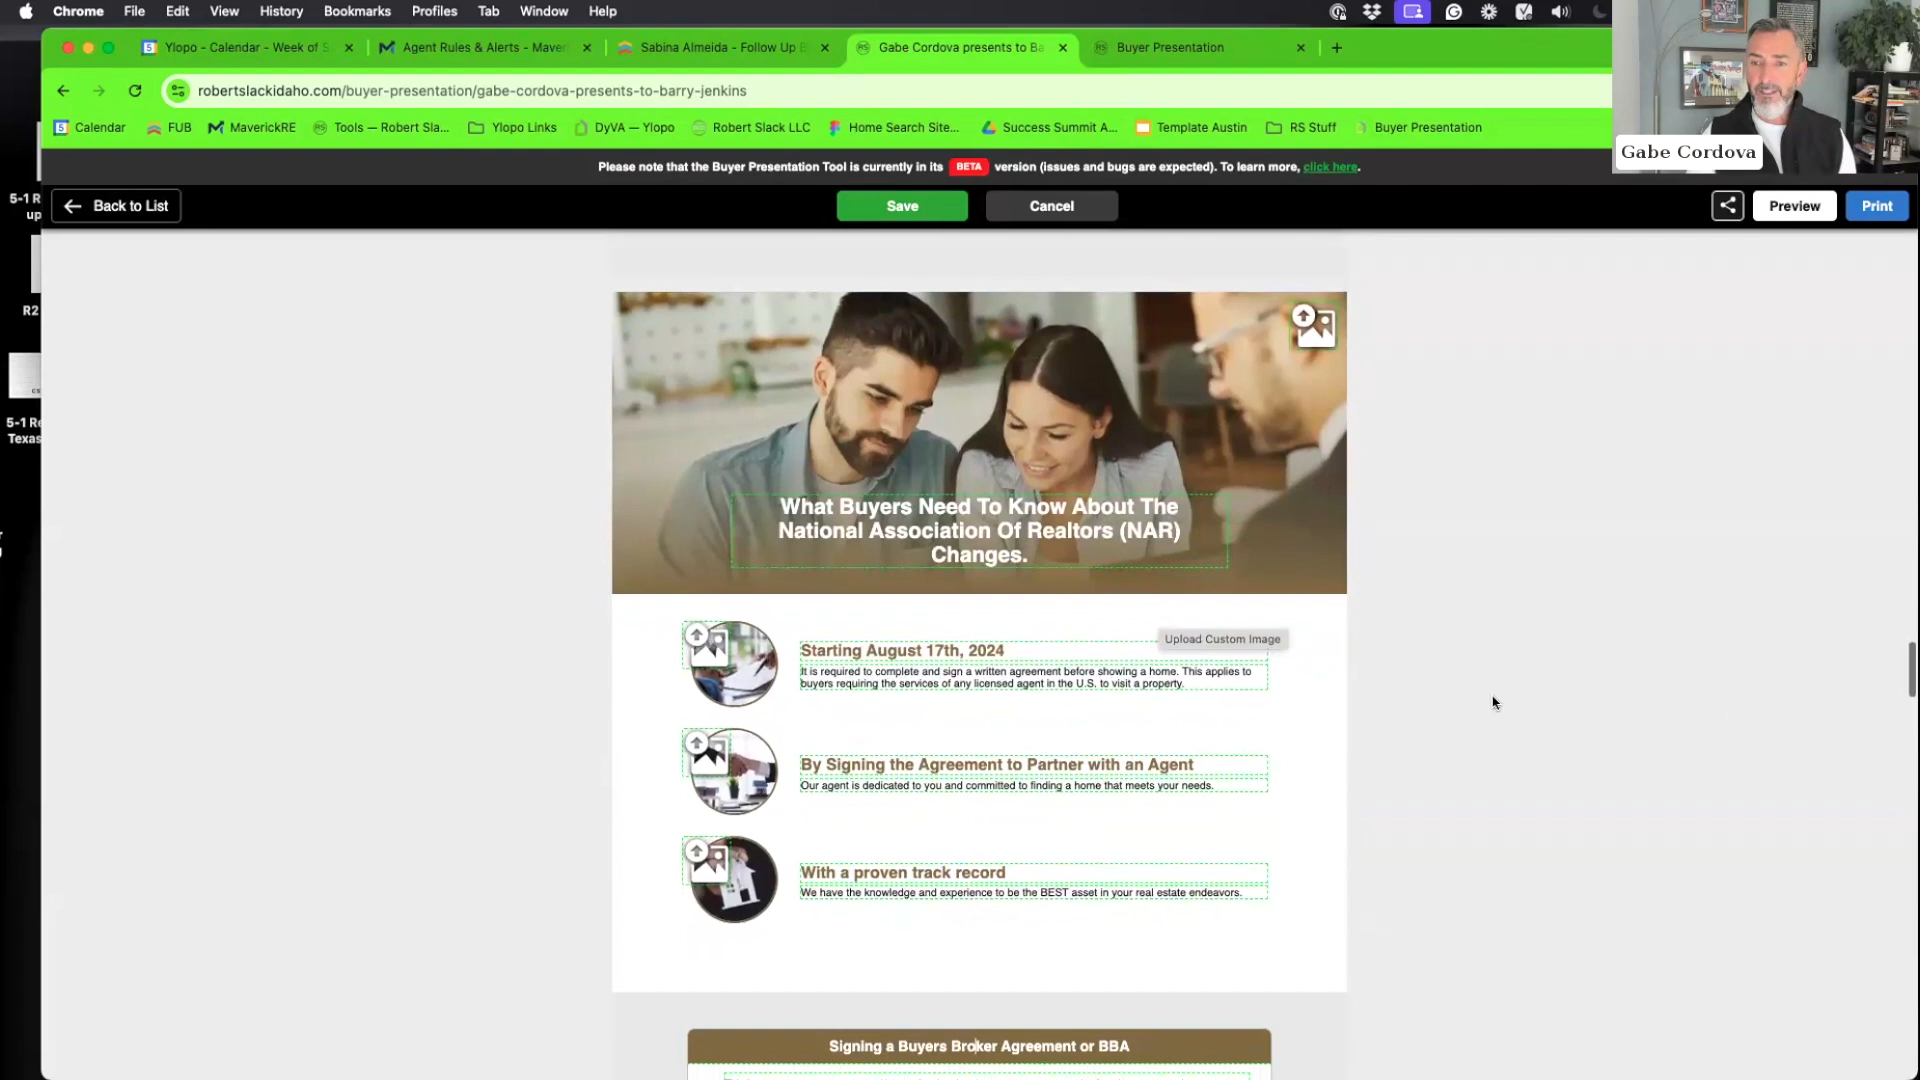 Chrome File Edit View History Bookmarks Profiles Tab Window Help
Ylopo - Calendar - Week of S
Agent Rules & Alerts - Maver
Sabina Almeida - Follow Up B
Gabe Cordova presents to Ba
Buyer Presentation
robertslackidaho.com/buyer-presentation/gabe-cordova-presents-to-barry-jenkins
Calendar FUB MaverickRE Tools — Robert Sla... Ylopo Links DyVA — Ylopo Robert Slack LLC Home Search Site... Success Summit A... Template Austin RS Stuff Buyer Presentation
Gabe Cordova
Please note that the Buyer Presentation Tool is currently in its BETA version (issues and bugs are expected). To learn more, click here.
Back to List
Save
Cancel
Preview
Print
5-1 R
up
R2
5-1 Re
Texas
What Buyers Need To Know About The
National Association Of Realtors (NAR)
Changes.
Upload Custom Image
Starting August 17th, 2024
It is required to complete and sign a written agreement before showing a home. This applies to
buyers requiring the services of any licensed agent in the U.S. to visit a property.
By Signing the Agreement to Partner with an Agent
Our agent is dedicated to you and committed to finding a home that meets your needs.
With a proven track record
We have the knowledge and experience to be the BEST asset in your real estate endeavors.
Signing a Buyers Broker Agreement or BBA